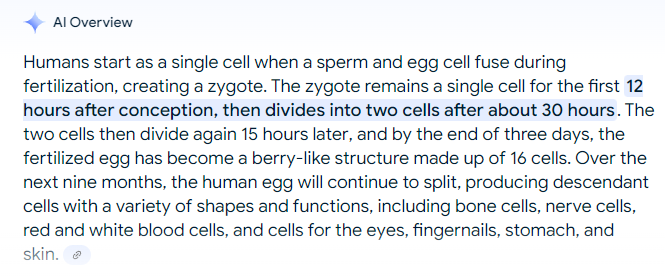 AI Overview
Humans start as a single cell when a sperm and egg cell fuse during
fertilization, creating a zygote. The zygote remains a single cell for the first 12
hours after conception, then divides into two cells after about 30 hours. The
two cells then divide again 15 hours later, and by the end of three days, the
fertilized egg has become a berry-like structure made up of 16 cells. Over the
next nine months, the human egg will continue to split, producing descendant
cells with a variety of shapes and functions, including bone cells, nerve cells,
red and white blood cells, and cells for the eyes, fingernails, stomach, and
skin.